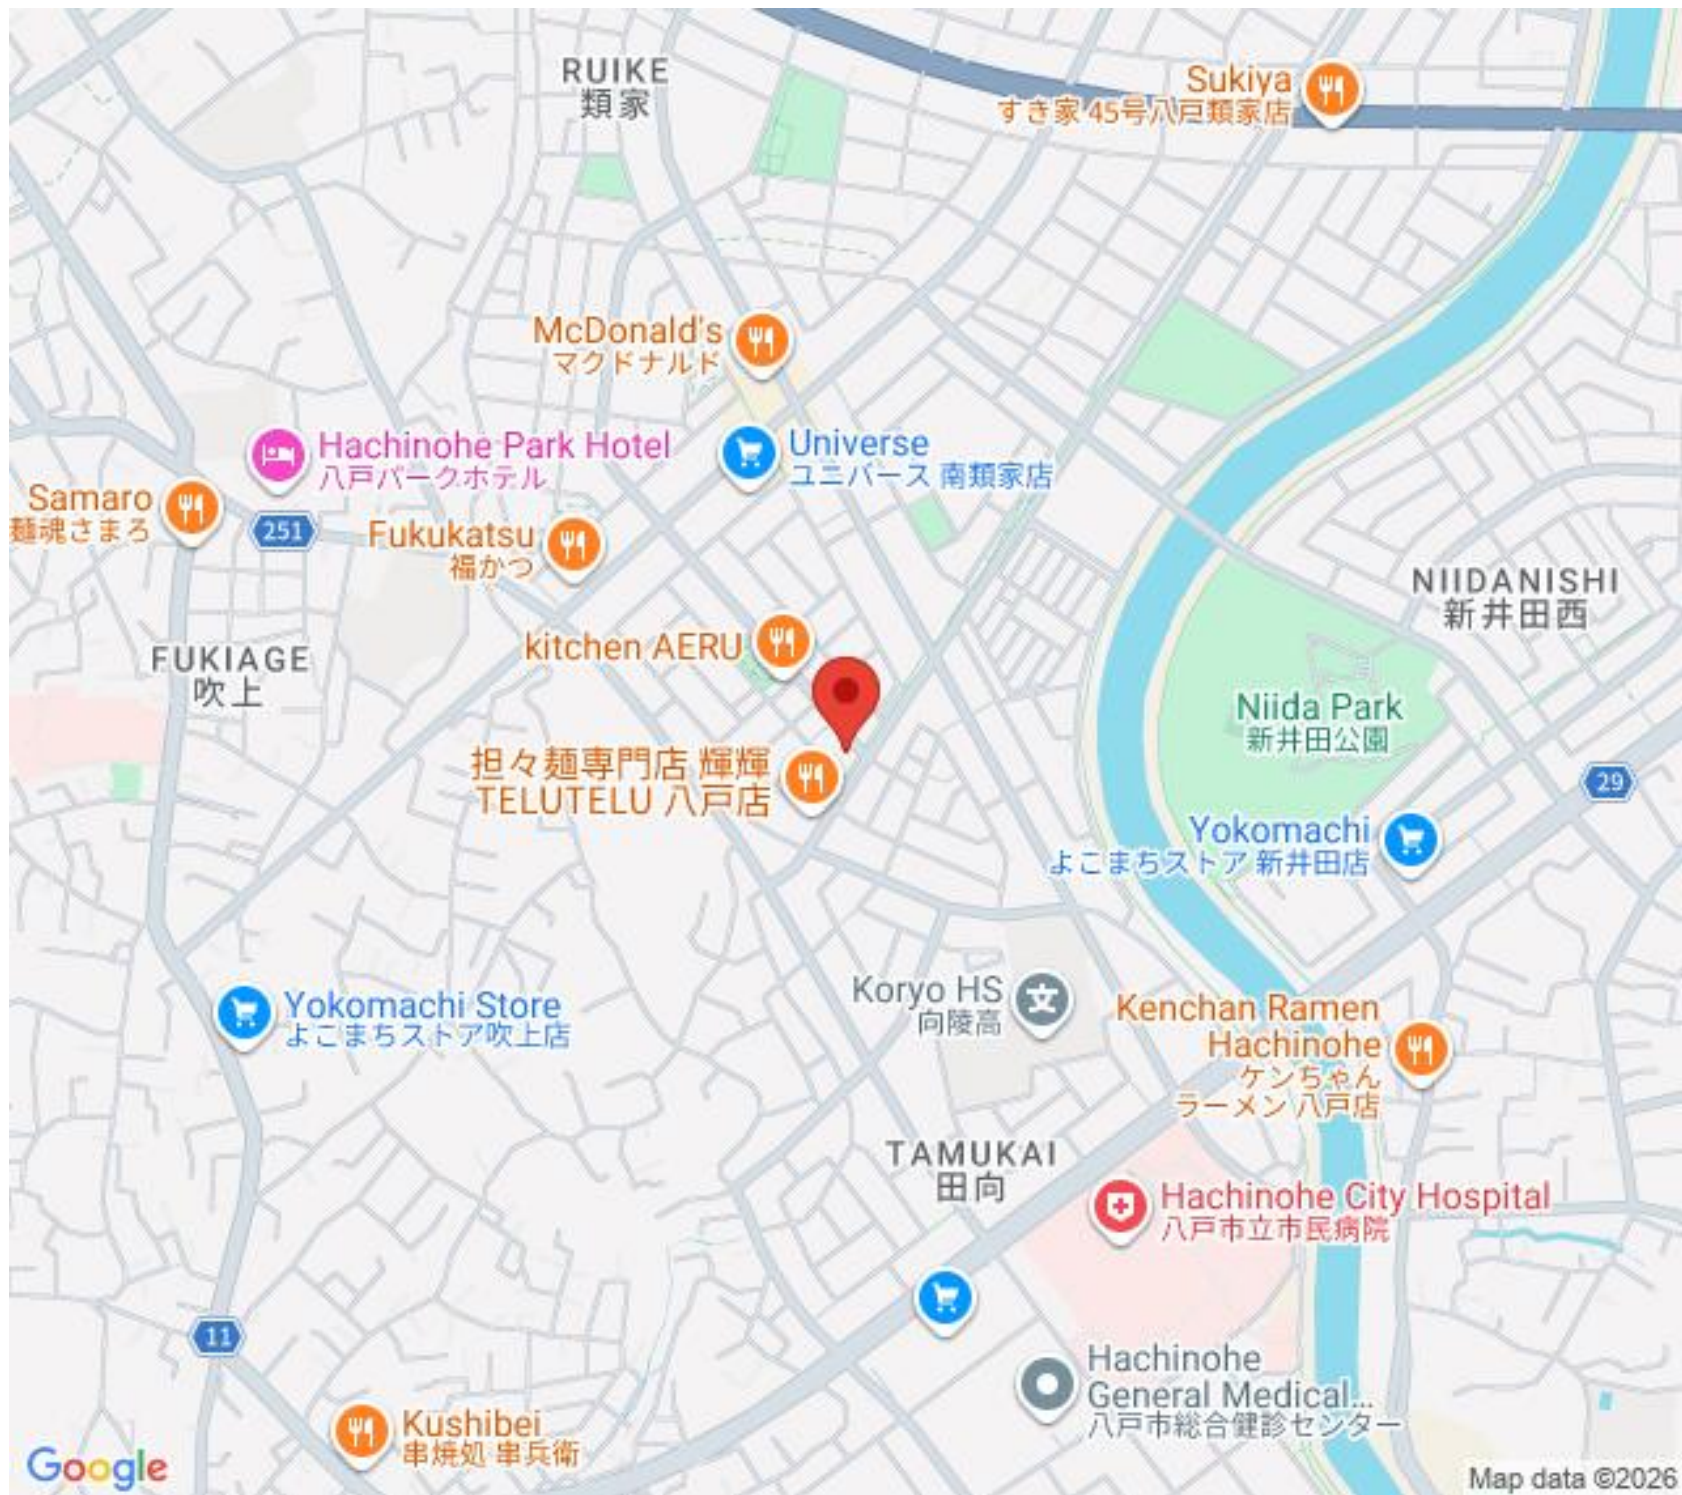 RUIKE
類家
Sukiya
すき家 45号八戸類家店
McDonald's
マクドナルド
Hachinohe Park Hotel
八戸パークホテル
Universe
ユニバース 南類家店
Samaro
麺魂さまろ
251
Fukukatsu
福かつ
NIIDANISHI
新井田西
kitchen AERU
FUKIAGE
吹上
Niida Park
新井田公園
担々麺専門店 輝輝
TELUTELU 八戸店
29
Yokomachi
よこまちストア 新井田店
Koryo HS
向陵高
Yokomachi Store
よこまちストア吹上店
Kenchan Ramen
Hachinohe
ケンちゃん
ラーメン 八戸店
TAMUKAI
田向
Hachinohe City Hospital
八戸市立市民病院
11
Hachinohe
General Medical...
八戸市総合健診センター
Kushibei
串焼処 串兵衛
Google
Map data ©2026